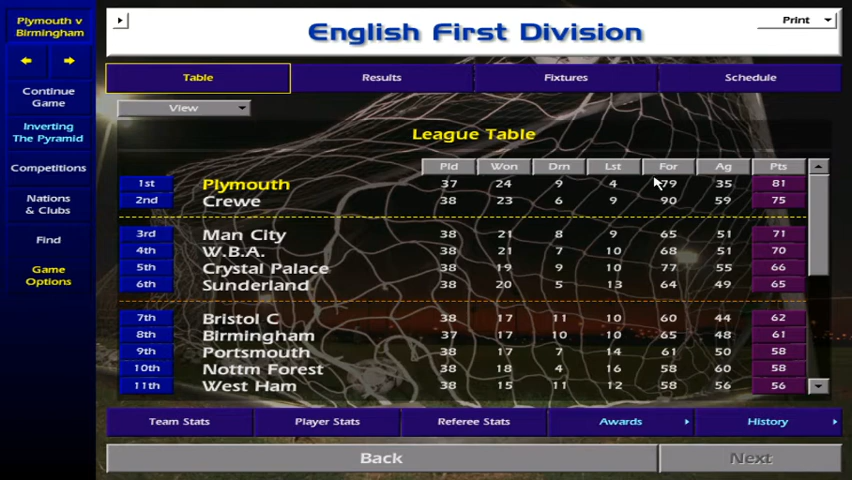 Plymouth v
Birmingham
Print
English First Division
Table Results Fixtures Schedule
Continue
Game
View
Inverting
The Pyramid
League Table
Competitions
Pld Won Drn Lst For Ag Pts
1st Plymouth 37 24 9 4 79 35 81
2nd Crewe 38 23 6 9 90 59 75
Nations
& Clubs
3rd Man City 38 21 8 9 65 51 71
Find
4th W.B.A. 38 21 7 10 68 51 70
5th Crystal Palace 38 19 9 10 77 55 66
Game
Options
6th Sunderland 38 20 5 13 64 49 65
7th Bristol C 38 17 11 10 60 44 62
8th Birmingham 37 17 10 10 65 48 61
9th Portsmouth 38 17 7 14 61 50 58
10th Nottm Forest 38 18 4 16 58 60 58
11th West Ham 38 15 11 12 58 56 56
Team Stats Player Stats Referee Stats Awards History
Back Next